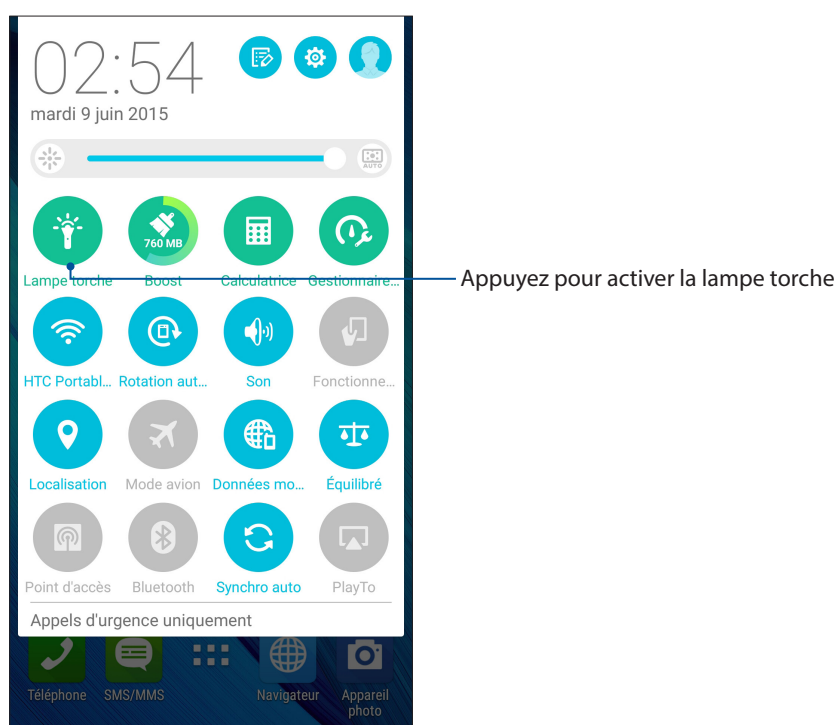 02:54
mardi 9 juin 2015
AUTO
760 MB
Lampe torche Boost Calculatrice Gestionnaire...
Appuyez pour activer la lampe torche
HTC Portabl... Rotation aut... Son Fonctionne...
Localisation Mode avion Données mo... Équilibré
Point d'accès Bluetooth Synchro auto PlayTo
Appels d'urgence uniquement
Téléphone SMS/MMS Navigateur Appareil
photo